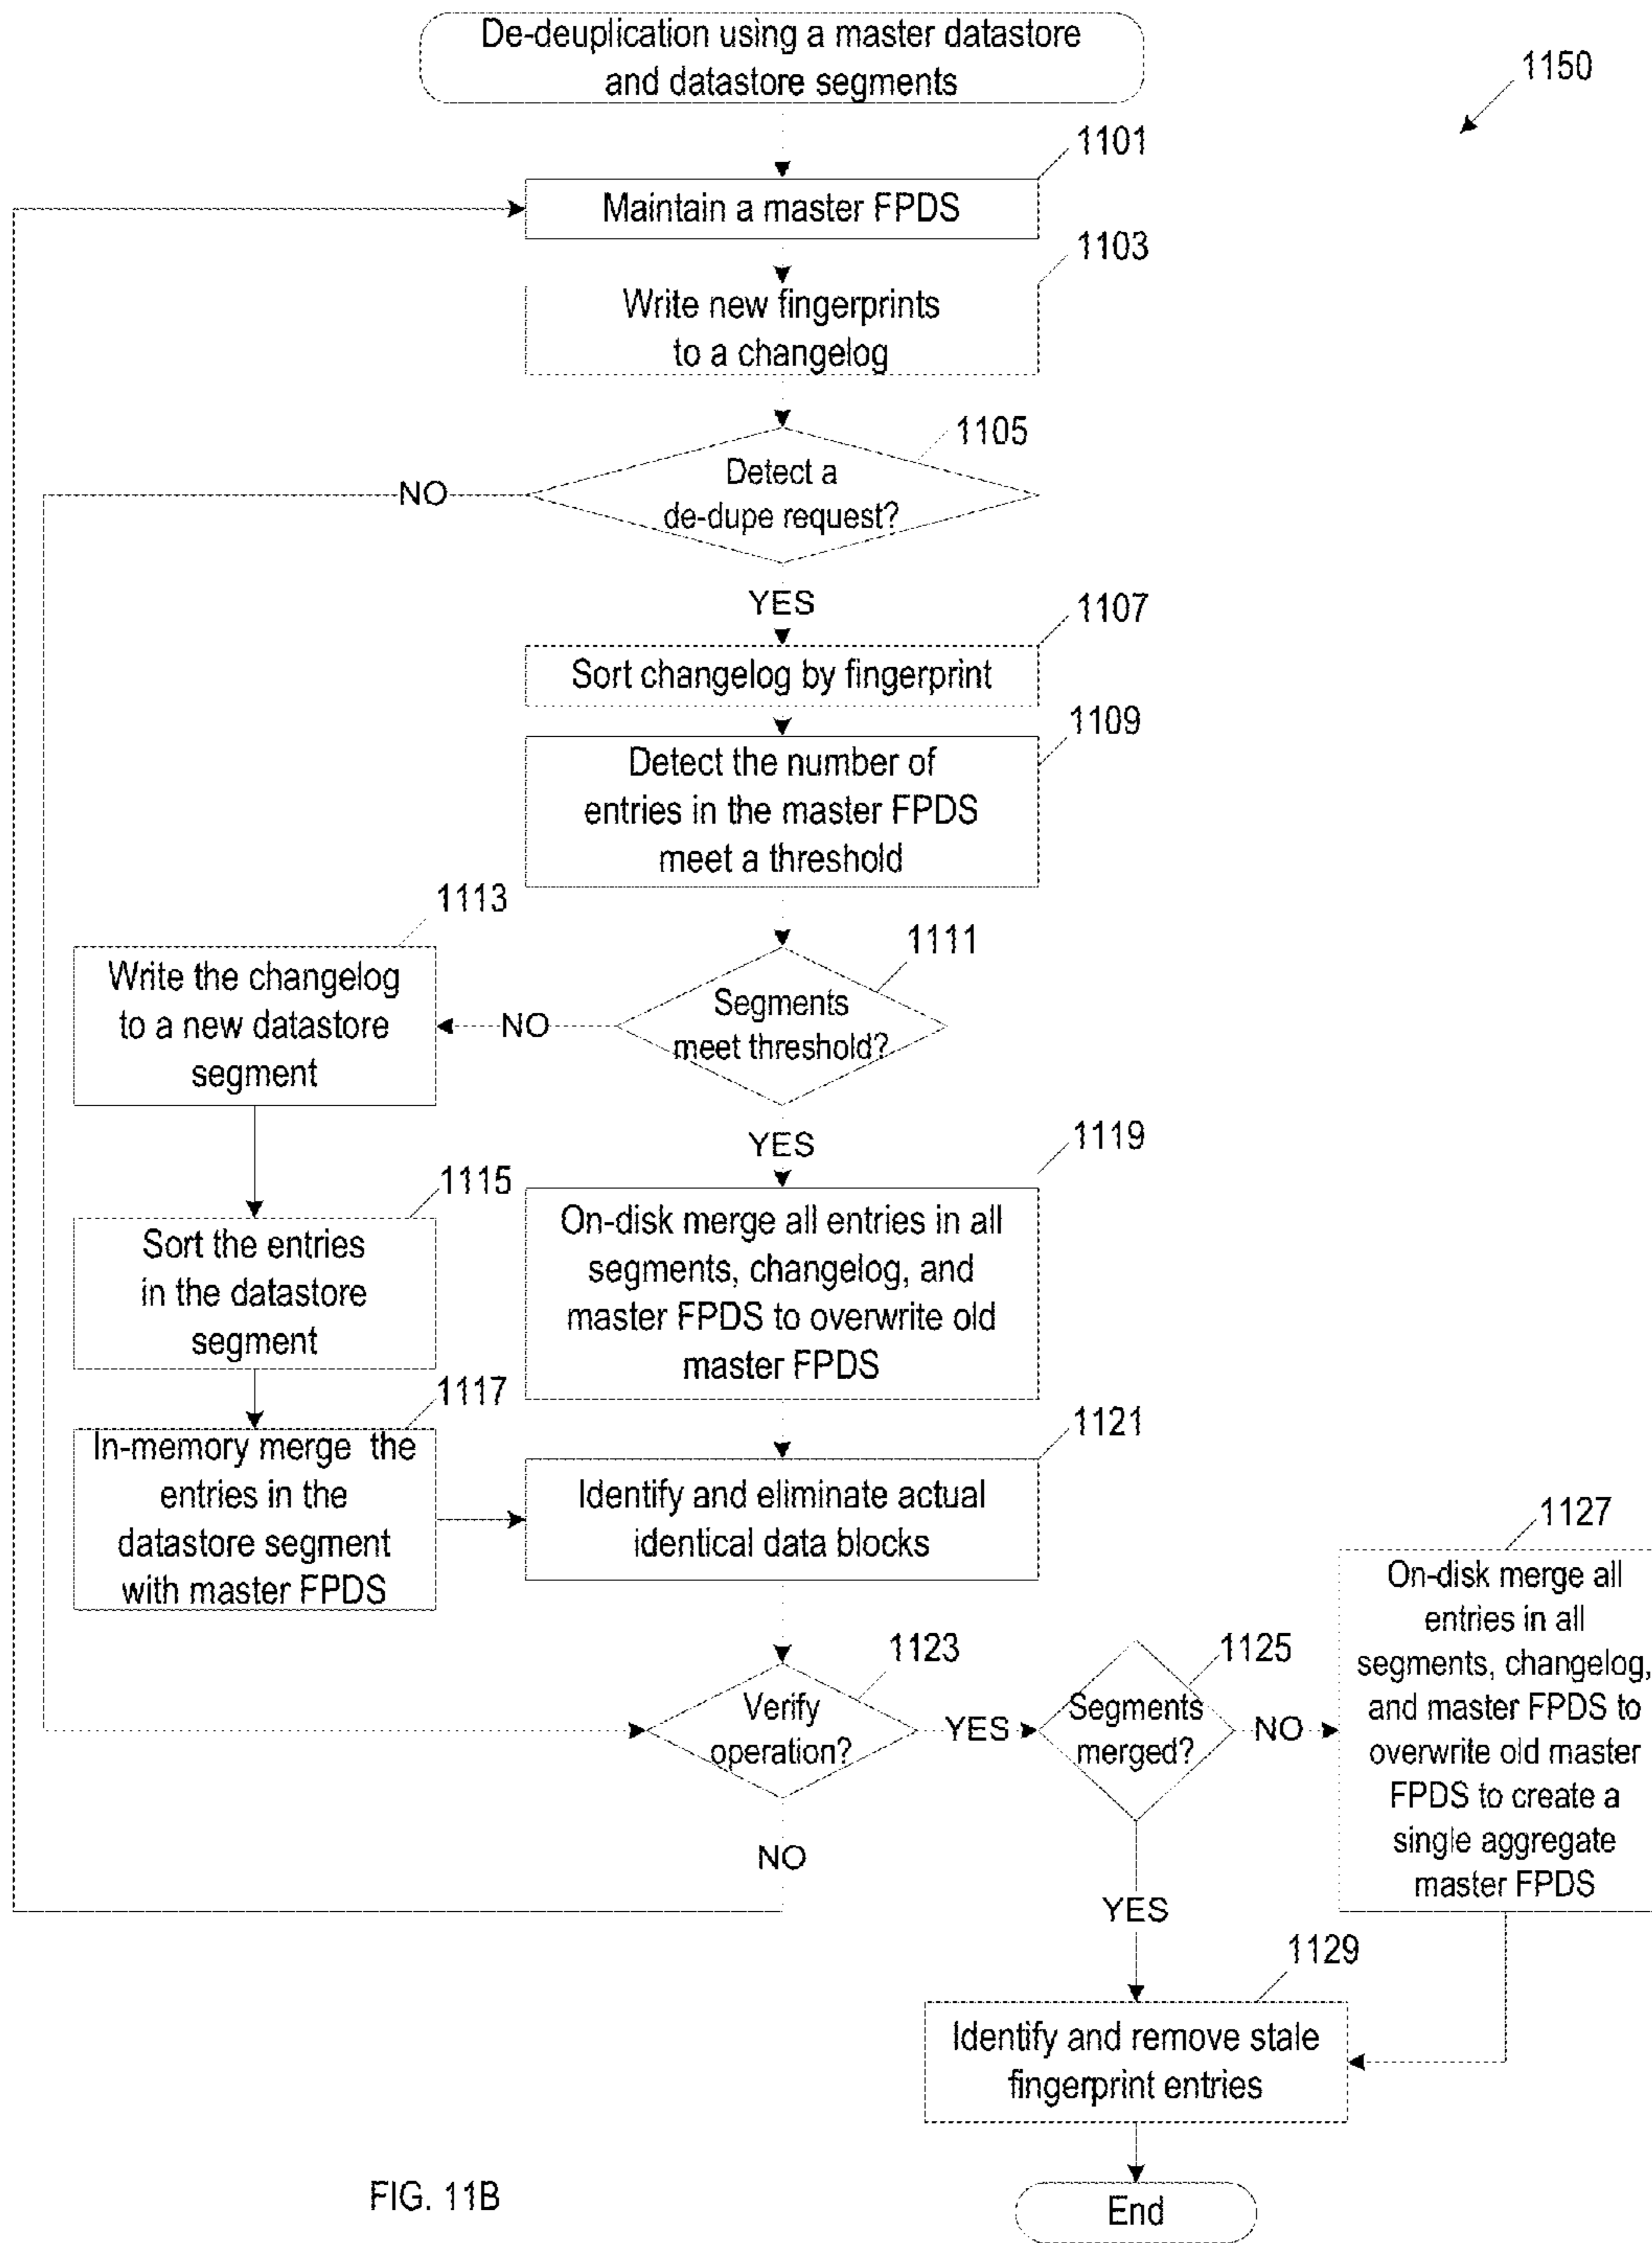 De-deuplication using a master datastore
and datastore segments
1150
1101
Maintain a master FPDS
1103
Write new fingerprints
to a changelog
1105
Detect a
de-dupe request?
NO
YES
1107
Sort changelog by fingerprint
1109
Detect the number of
entries in the master FPDS
meet a threshold
1113
Write the changelog
to a new datastore
segment
1111
Segments
meet threshold?
NO
YES
1115
Sort the entries
in the datastore
segment
1119
On-disk merge all entries in all
segments, changelog, and
master FPDS to overwrite old
master FPDS
1117
In-memory merge the
entries in the
datastore segment
with master FPDS
1121
Identify and eliminate actual
identical data blocks
1123
Verify
operation?
YES
NO
1125
Segments
merged?
NO
YES
1127
On-disk merge all
entries in all
segments, changelog,
and master FPDS to
overwrite old master
FPDS to create a
single aggregate
master FPDS
1129
Identify and remove stale
fingerprint entries
End
FIG. 11B